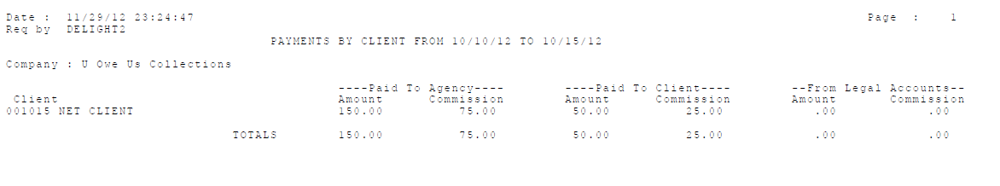 Date :  11/29/12 23:24:47    Page  :    1
Req by  DELIGHT2
PAYMENTS BY CLIENT FROM 10/10/12 TO 10/15/12
Company : U Owe Us Collections
----Paid To Agency----    ----Paid To Client----    --From Legal Accounts--
Client    Amount    Commission    Amount    Commission    Amount    Commission
001015 NET CLIENT    150.00    75.00    50.00    25.00    .00    .00
TOTALS    150.00    75.00    50.00    25.00    .00    .00